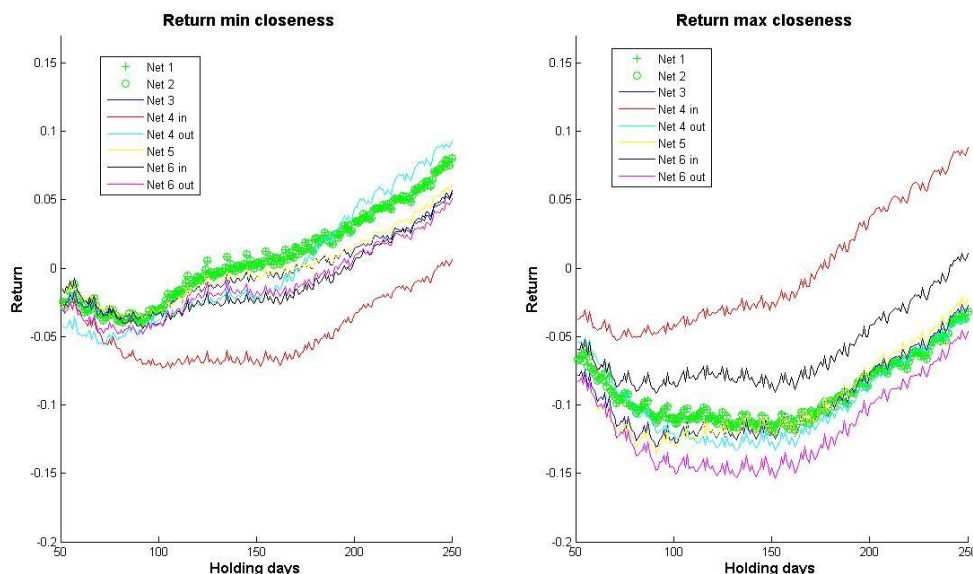 Return min closeness
0.15
0.1
0.05
0
-0.05
-0.1
-0.15
-0.2
Return
Net 1
Net 2
Net 3
Net 4 in
Net 4 out
Net 5
Net 6 in
Net 6 out
50 100 150 200 250
Holding days
Return max closeness
0.15
0.1
0.05
0
-0.05
-0.1
-0.15
-0.2
Return
Net 1
Net 2
Net 3
Net 4 in
Net 4 out
Net 5
Net 6 in
Net 6 out
50 100 150 200 250
Holding days